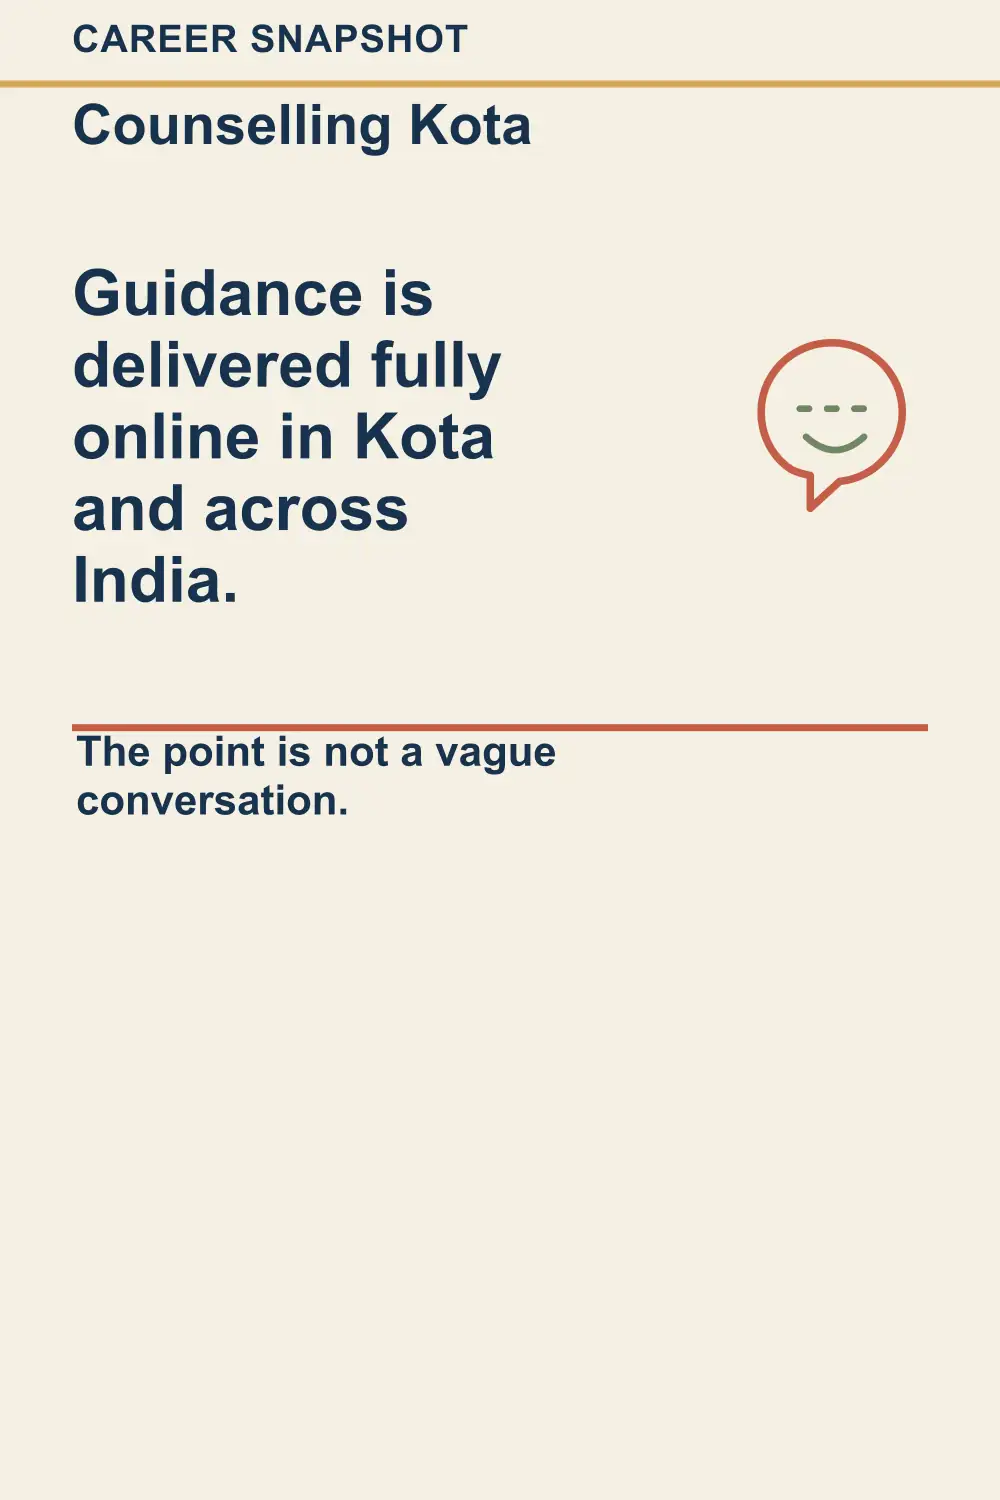 CAREER SNAPSHOT
Counselling Kota
Guidance is
delivered fully
online in Kota
and across
India.
The point is not a vague
conversation.